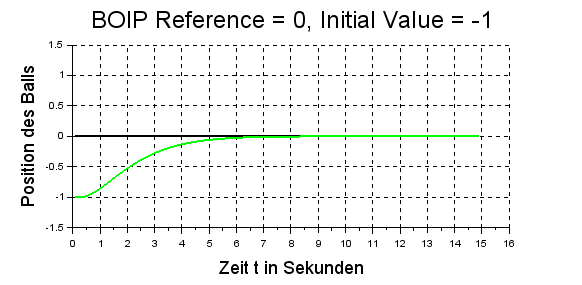 BOIP Reference = 0, Initial Value = -1
Position des Balls
1.5
1
0.5
0
-0.5
-1
-1.5
0 1 2 3 4 5 6 7 8 9 10 11 12 13 14 15 16
Zeit t in Sekunden